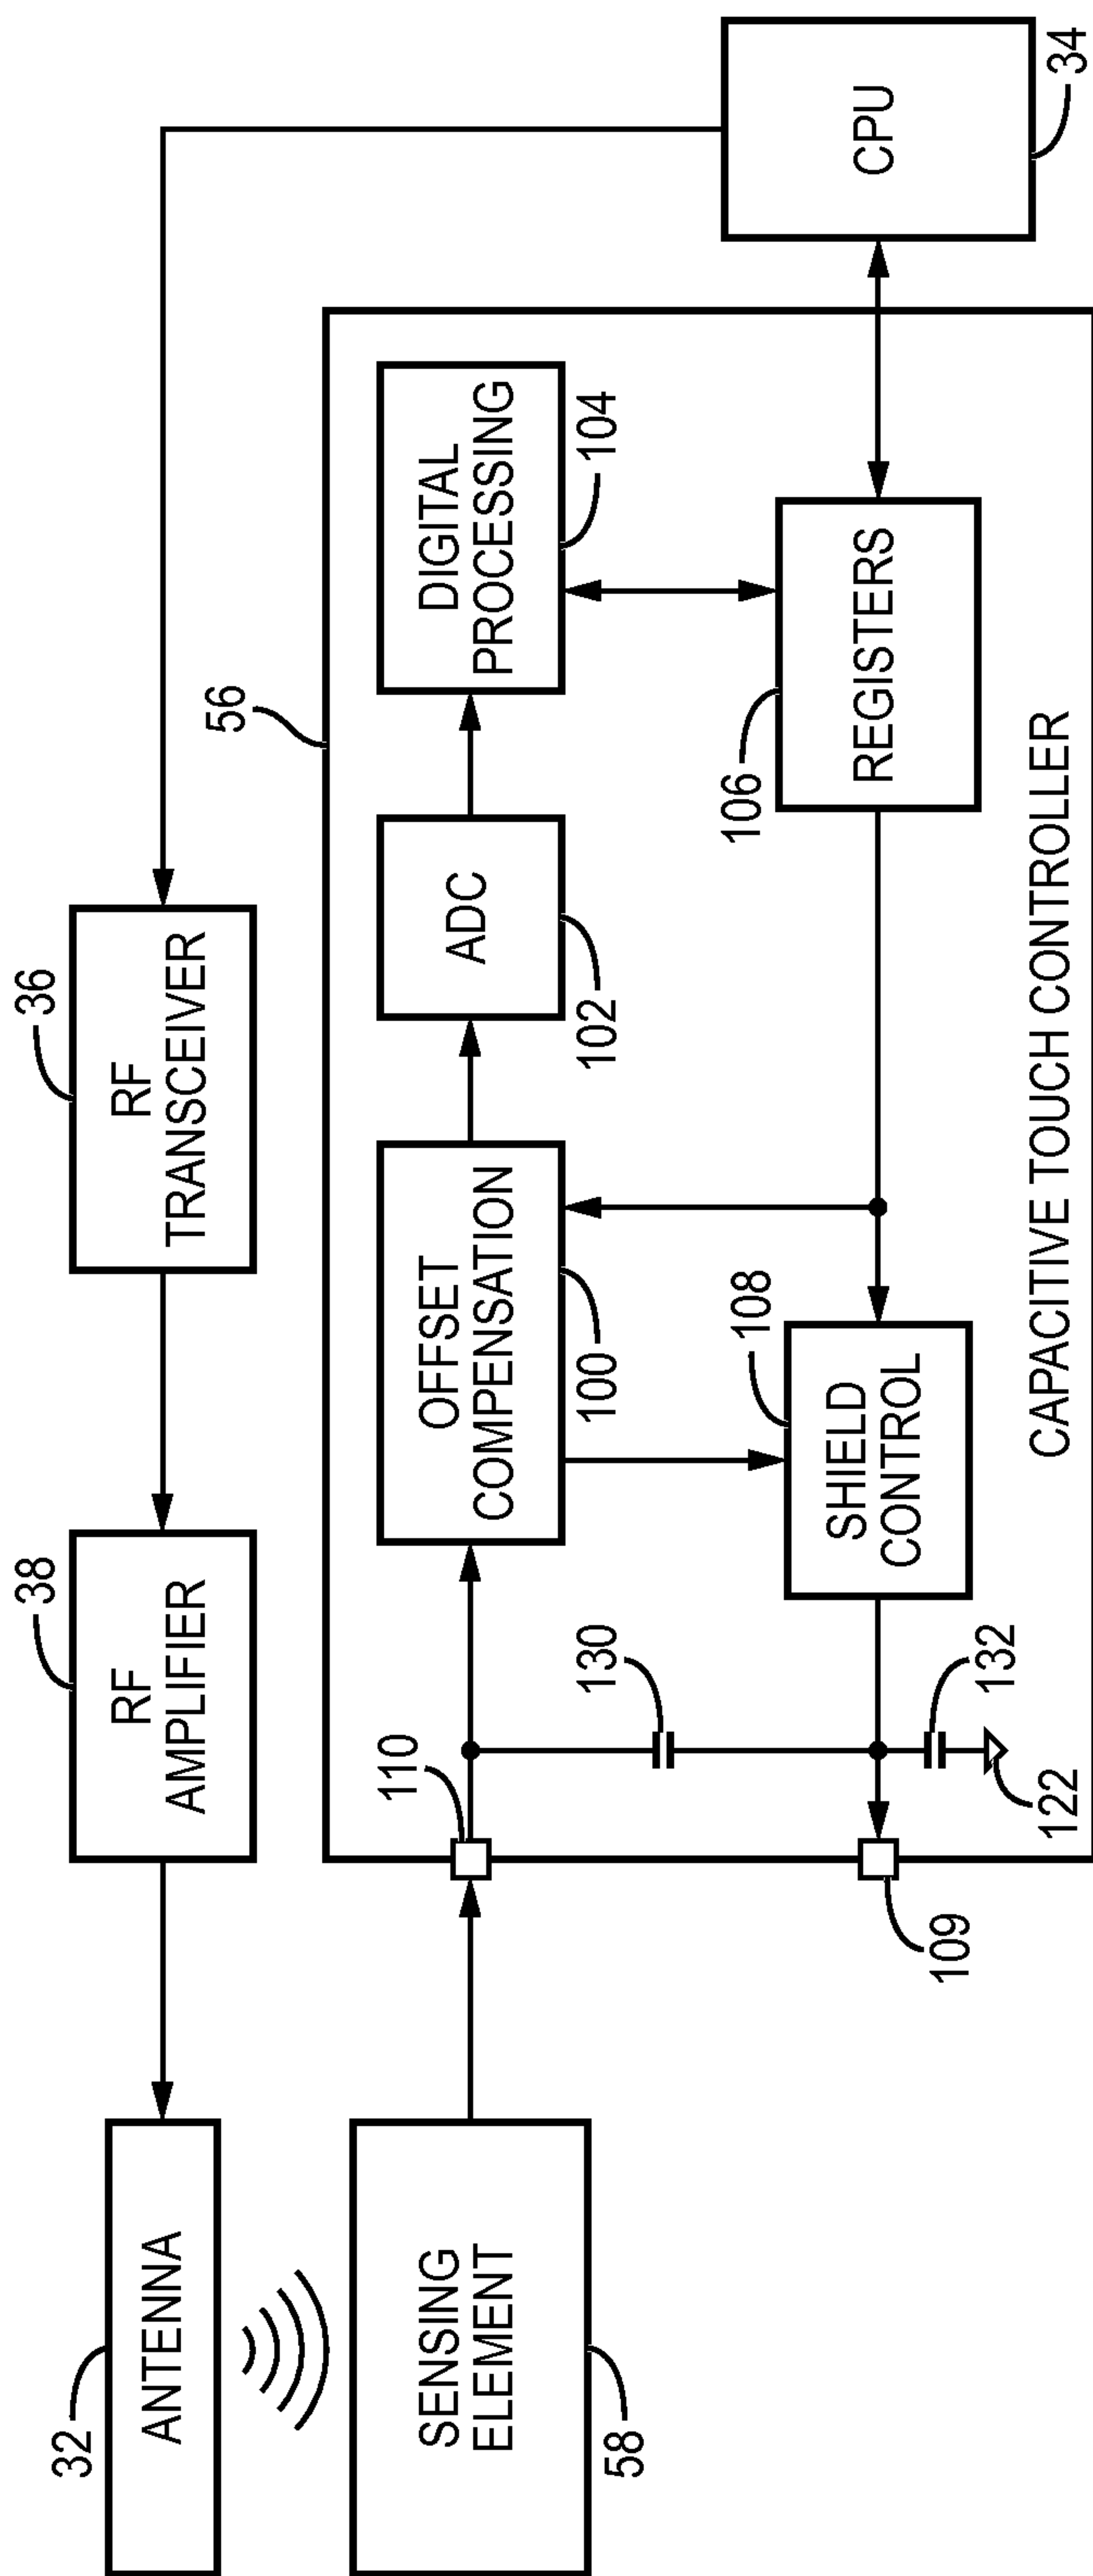 32
ANTENNA
38
RF
AMPLIFIER
36
RF
TRANSCEIVER
SENSING
ELEMENT
58
56
110
OFFSET
COMPENSATION
100
ADC
102
DIGITAL
PROCESSING
104
130
108
SHIELD
CONTROL
106
REGISTERS
CPU
34
109
132
122
CAPACITIVE TOUCH CONTROLLER